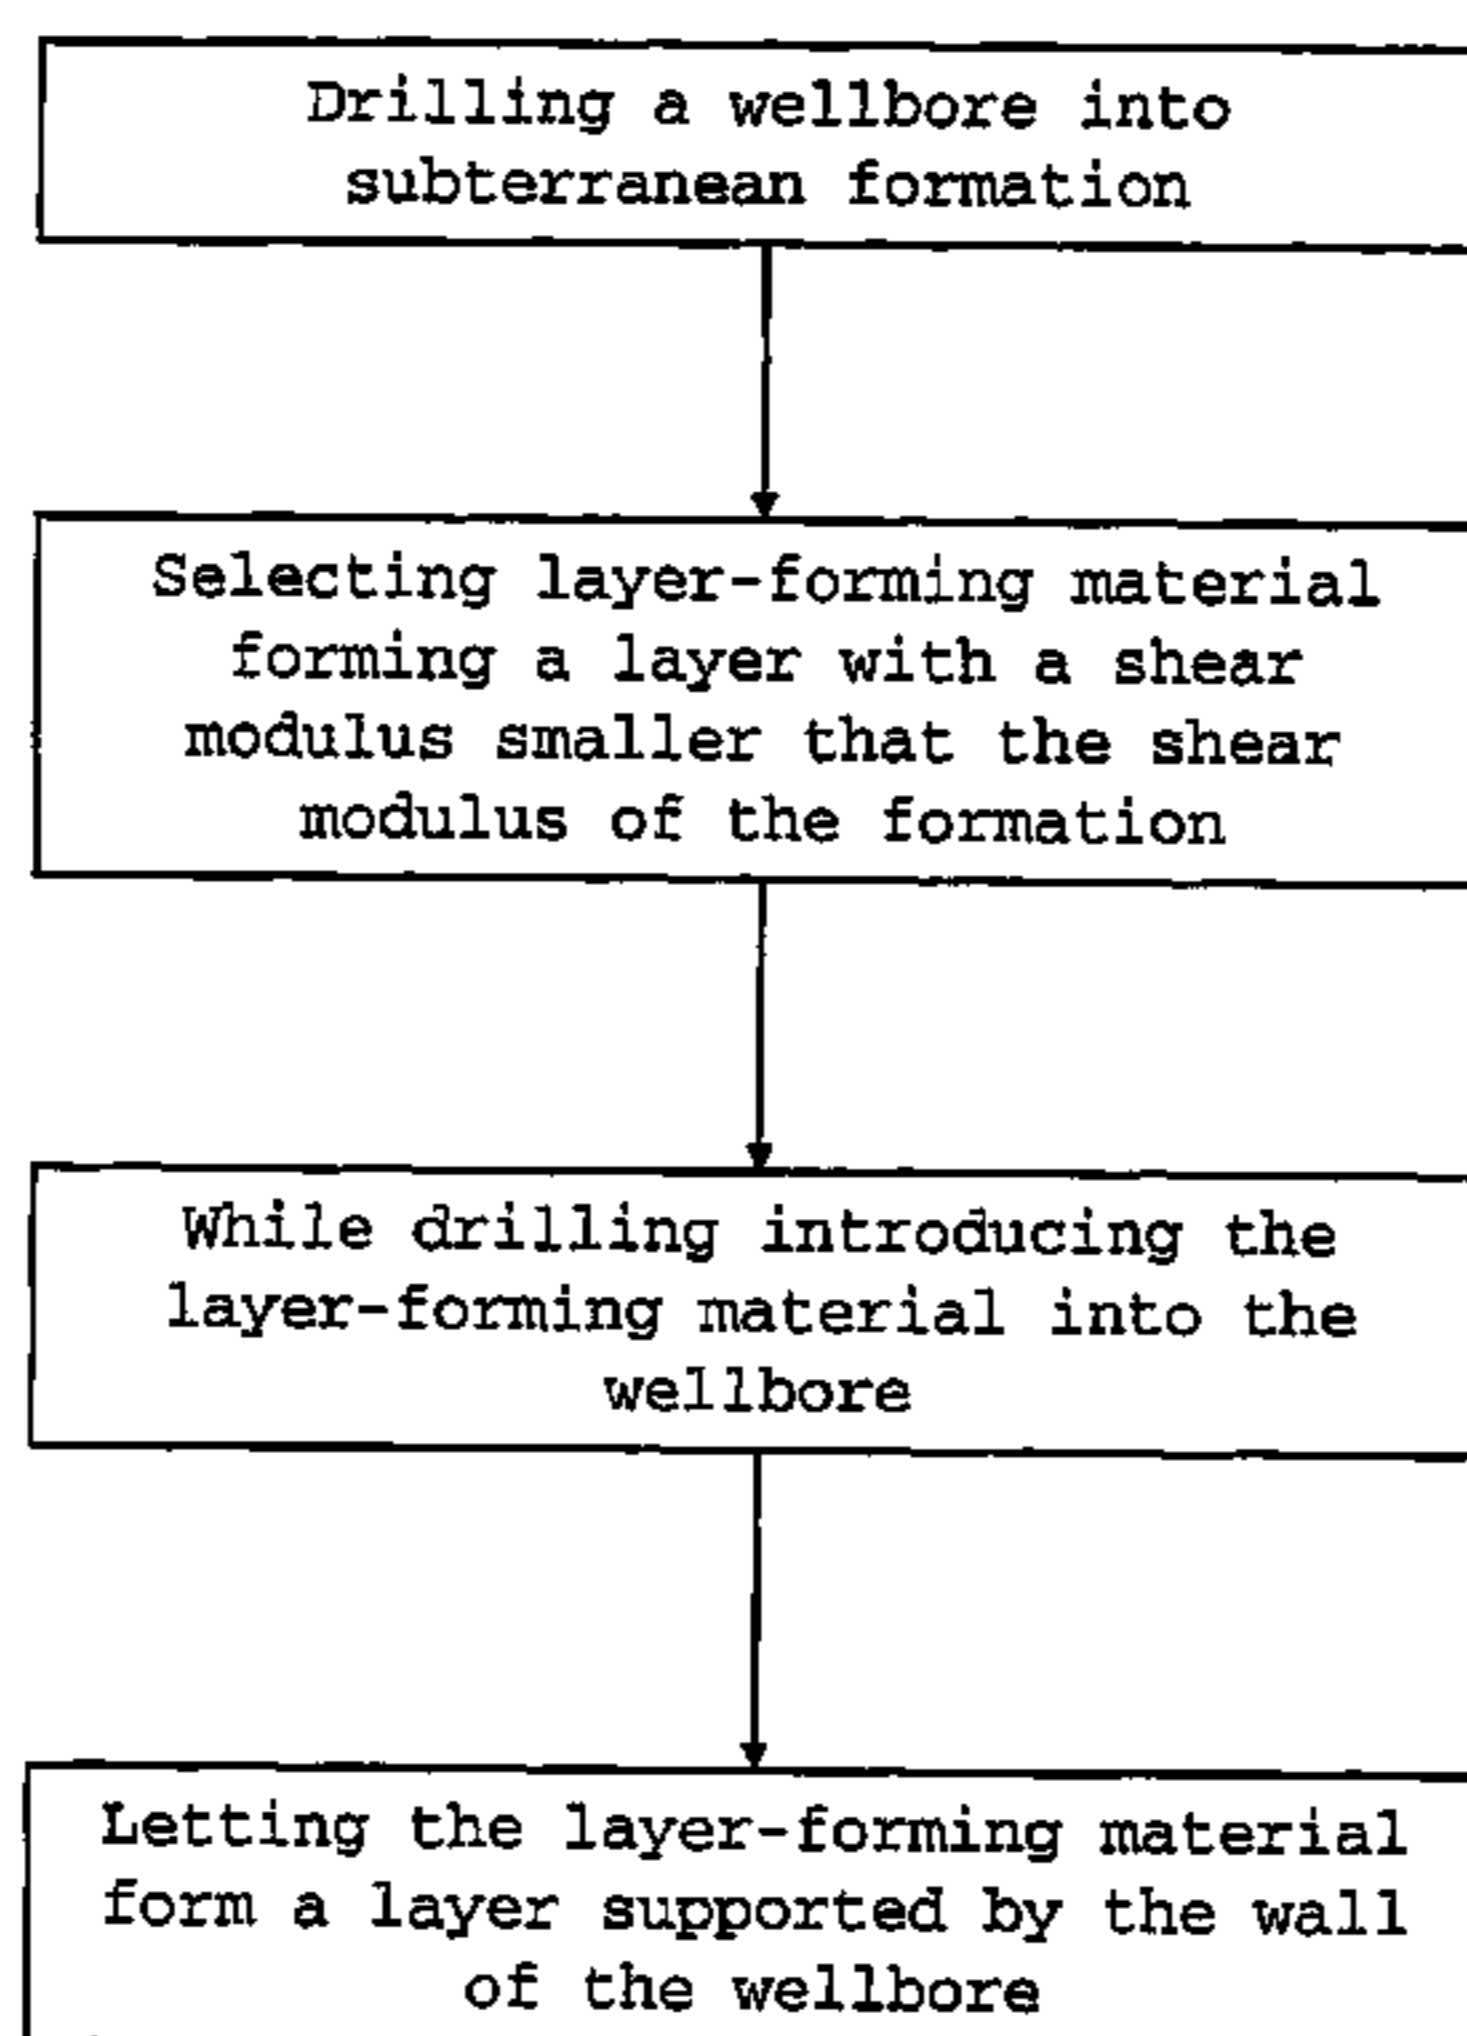 Drilling a wellbore into
subterranean formation
Selecting layer-forming material
forming a layer with a shear
modulus smaller that the shear
modulus of the formation
While drilling introducing the
layer-forming material into the
wellbore
Letting the layer-forming material
form a layer supported by the wall
of the wellbore